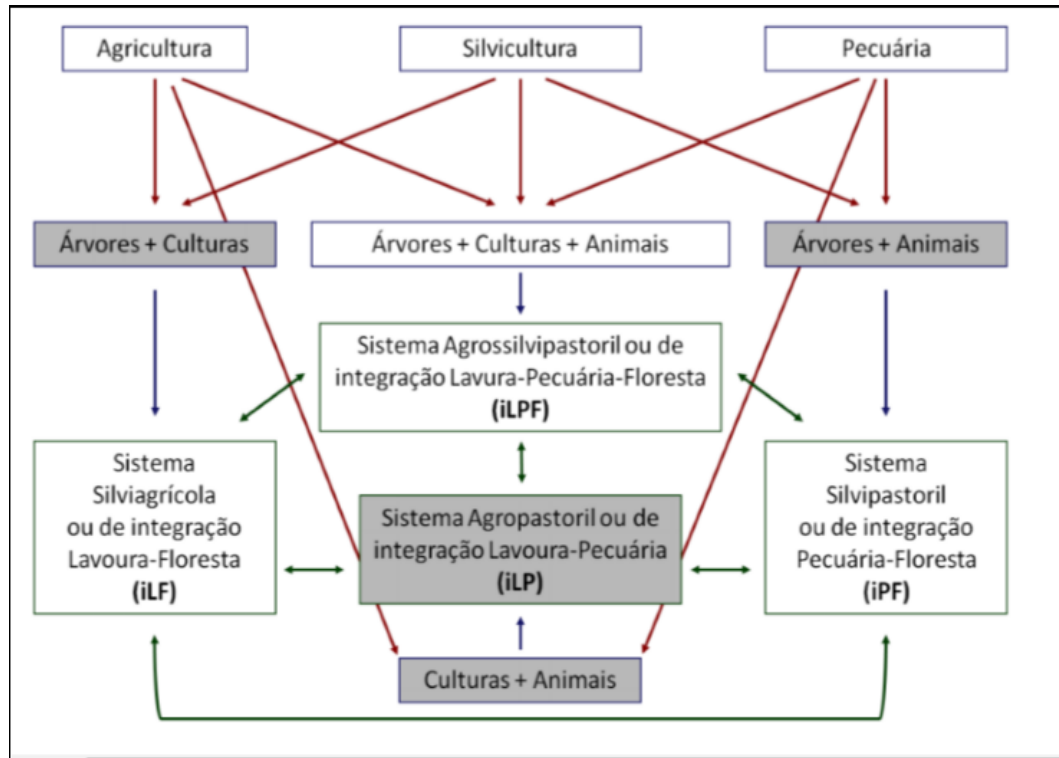 Agricultura
Silvicultura
Pecuária
Árvores + Culturas
Árvores + Culturas + Animais
Árvores + Animais
Sistema Agrossilvipastoril ou de
integração Lavura-Pecuária-Floresta
(iLPF)
Sistema
Silviagrícola
ou de integração
Lavoura-Floresta
(iLF)
Sistema Agropastoril ou de
integração Lavoura-Pecuária
(iLP)
Sistema
Silvipastoril
ou de integração
Pecuária-Floresta
(iPF)
Culturas + Animais